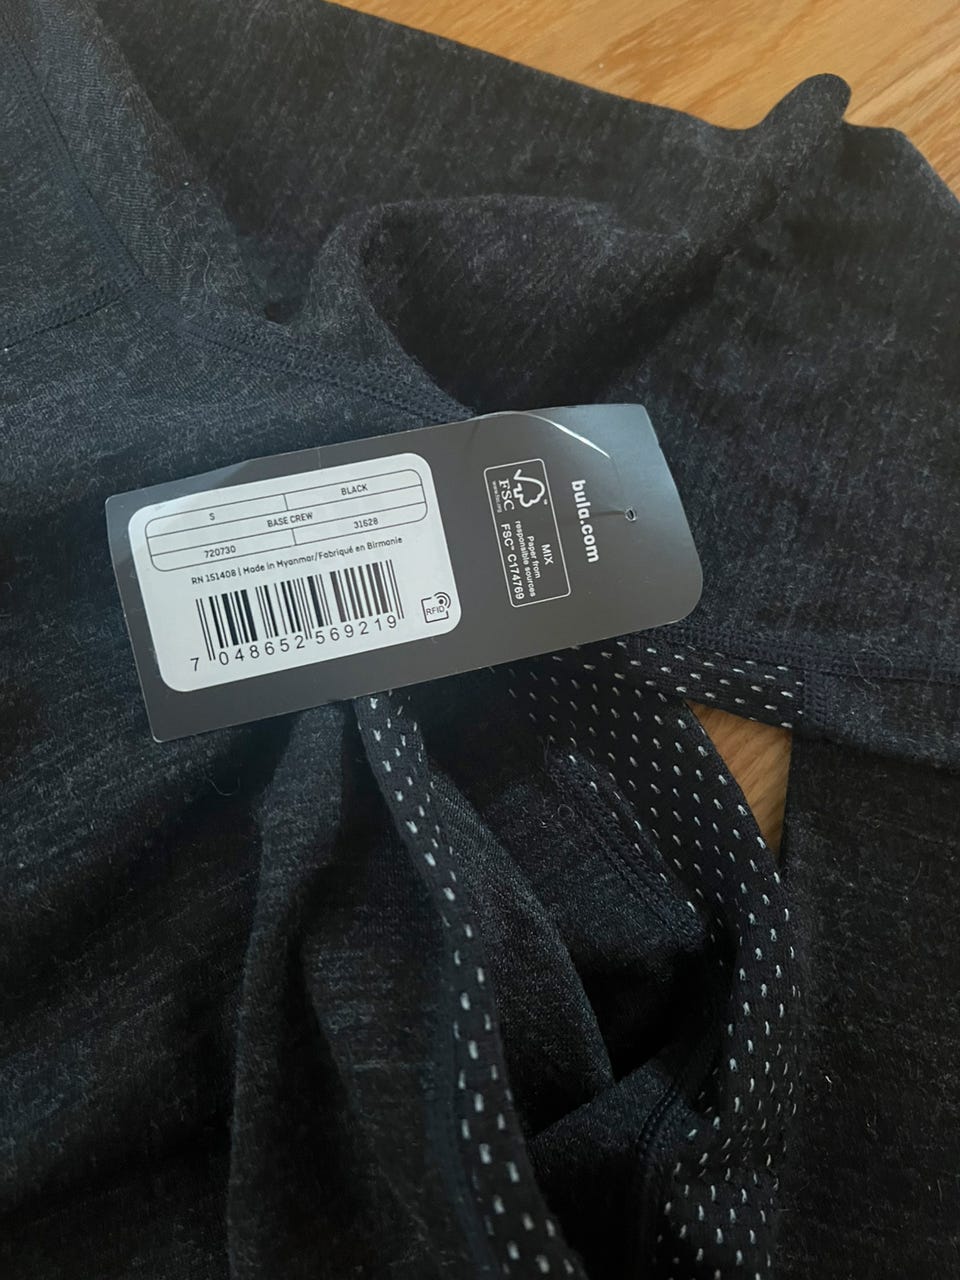 S
BLACK
BASE CREW
720730
31628
RN 151408 | Made in Myanmar/Fabriqué en Birmanie
7 048652 569219
RFID
FSC
www.fsc.org
MIX
Paper from
responsible sources
FSC™ C174769
bula.com